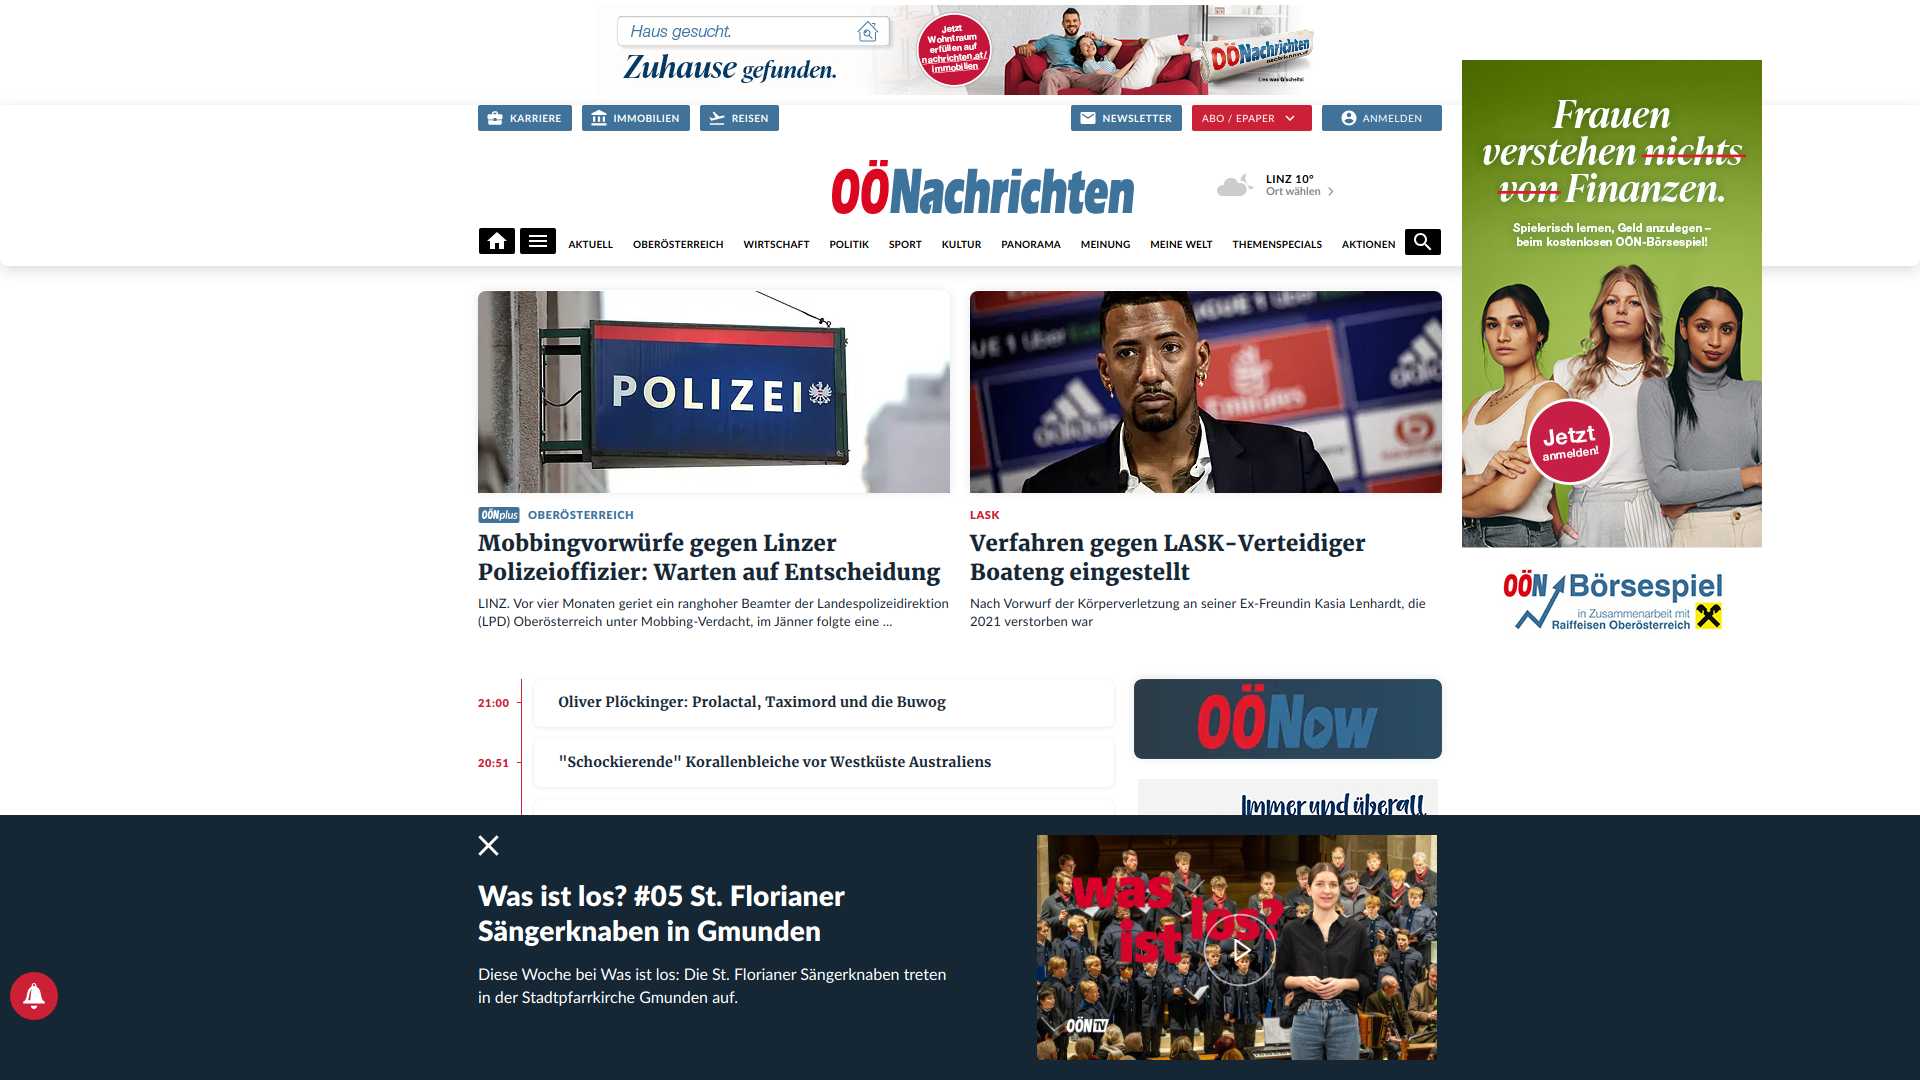 Haus gesucht.
Zuhause gefunden.
Jetzt
Wohntraum
erfüllen auf
nachrichten.at/
immobilien
OÖNachrichten
Lies was G'scheits!
KARRIERE
IMMOBILIEN
REISEN
NEWSLETTER
ABO / EPAPER
ANMELDEN
OÖNachrichten
LINZ 10°
Ort wählen
AKTUELL
OBERÖSTERREICH
WIRTSCHAFT
POLITIK
SPORT
KULTUR
PANORAMA
MEINUNG
MEINE WELT
THEMENSPECIALS
AKTIONEN
Frauen
verstehen nichts
von Finanzen.
Spielerisch lernen, Geld anzulegen –
beim kostenlosen OÖN-Börsespiel!
Jetzt
anmelden!
OÖN Börsespiel
in Zusammenarbeit mit
Raiffeisen Oberösterreich
POLIZEI
Emirates
adidas
OÖNplus OBERÖSTERREICH
Mobbingvorwürfe gegen Linzer
Polizeioffizier: Warten auf Entscheidung
LINZ. Vor vier Monaten geriet ein ranghoher Beamter der Landespolizeidirektion
(LPD) Oberösterreich unter Mobbing-Verdacht, im Jänner folgte eine ...
LASK
Verfahren gegen LASK-Verteidiger
Boateng eingestellt
Nach Vorwurf der Körperverletzung an seiner Ex-Freundin Kasia Lenhardt, die
2021 verstorben war
21:00
Oliver Plöckinger: Prolactal, Taximord und die Buwog
20:51
"Schockierende" Korallenbleiche vor Westküste Australiens
OÖNow
Immer und überall
Was ist los? #05 St. Florianer
Sängerknaben in Gmunden
Diese Woche bei Was ist los: Die St. Florianer Sängerknaben treten
in der Stadtpfarrkirche Gmunden auf.
was
ist los?
OÖN TV